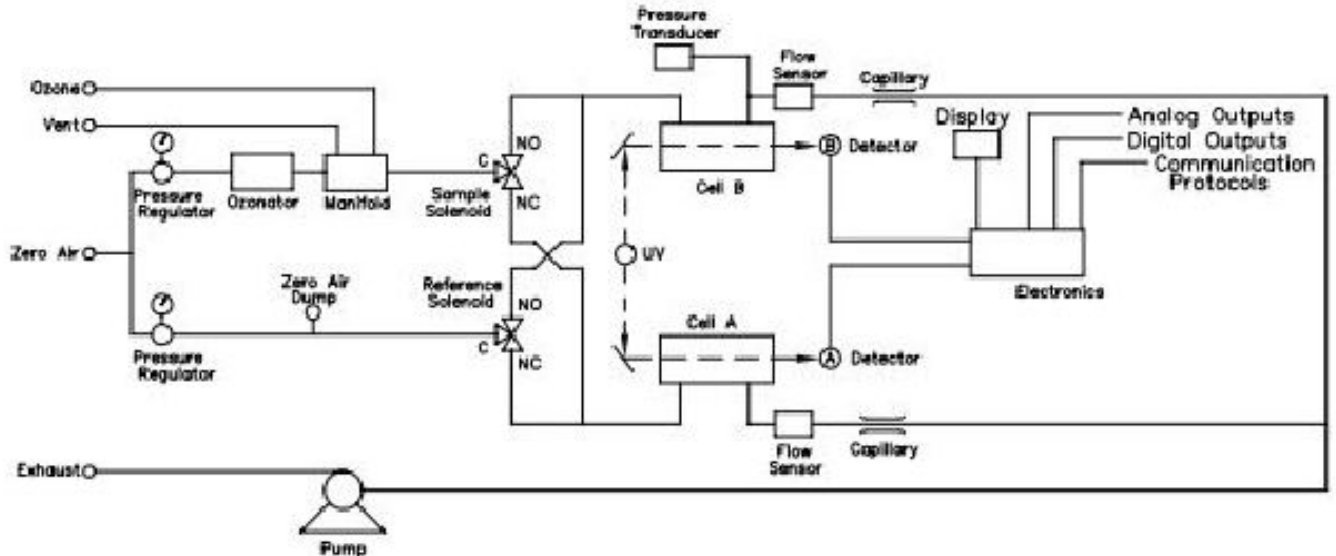 Pressure
Transducer
Flow
Sensor
Capillary
Ozone
Vent
Display
Analog Outputs
Digital Outputs
Communication
Protocols
NO
C
B
Detector
Cell B
Pressure
Regulator
Ozonator
Manifold
Sample
Solenoid
NC
Zero Air
UV
Electronics
Zero Air
Dump
Reference
Solenoid
NO
Cell A
C
NC
A
Detector
Pressure
Regulator
Flow
Sensor
Capillary
Exhaust
Pump